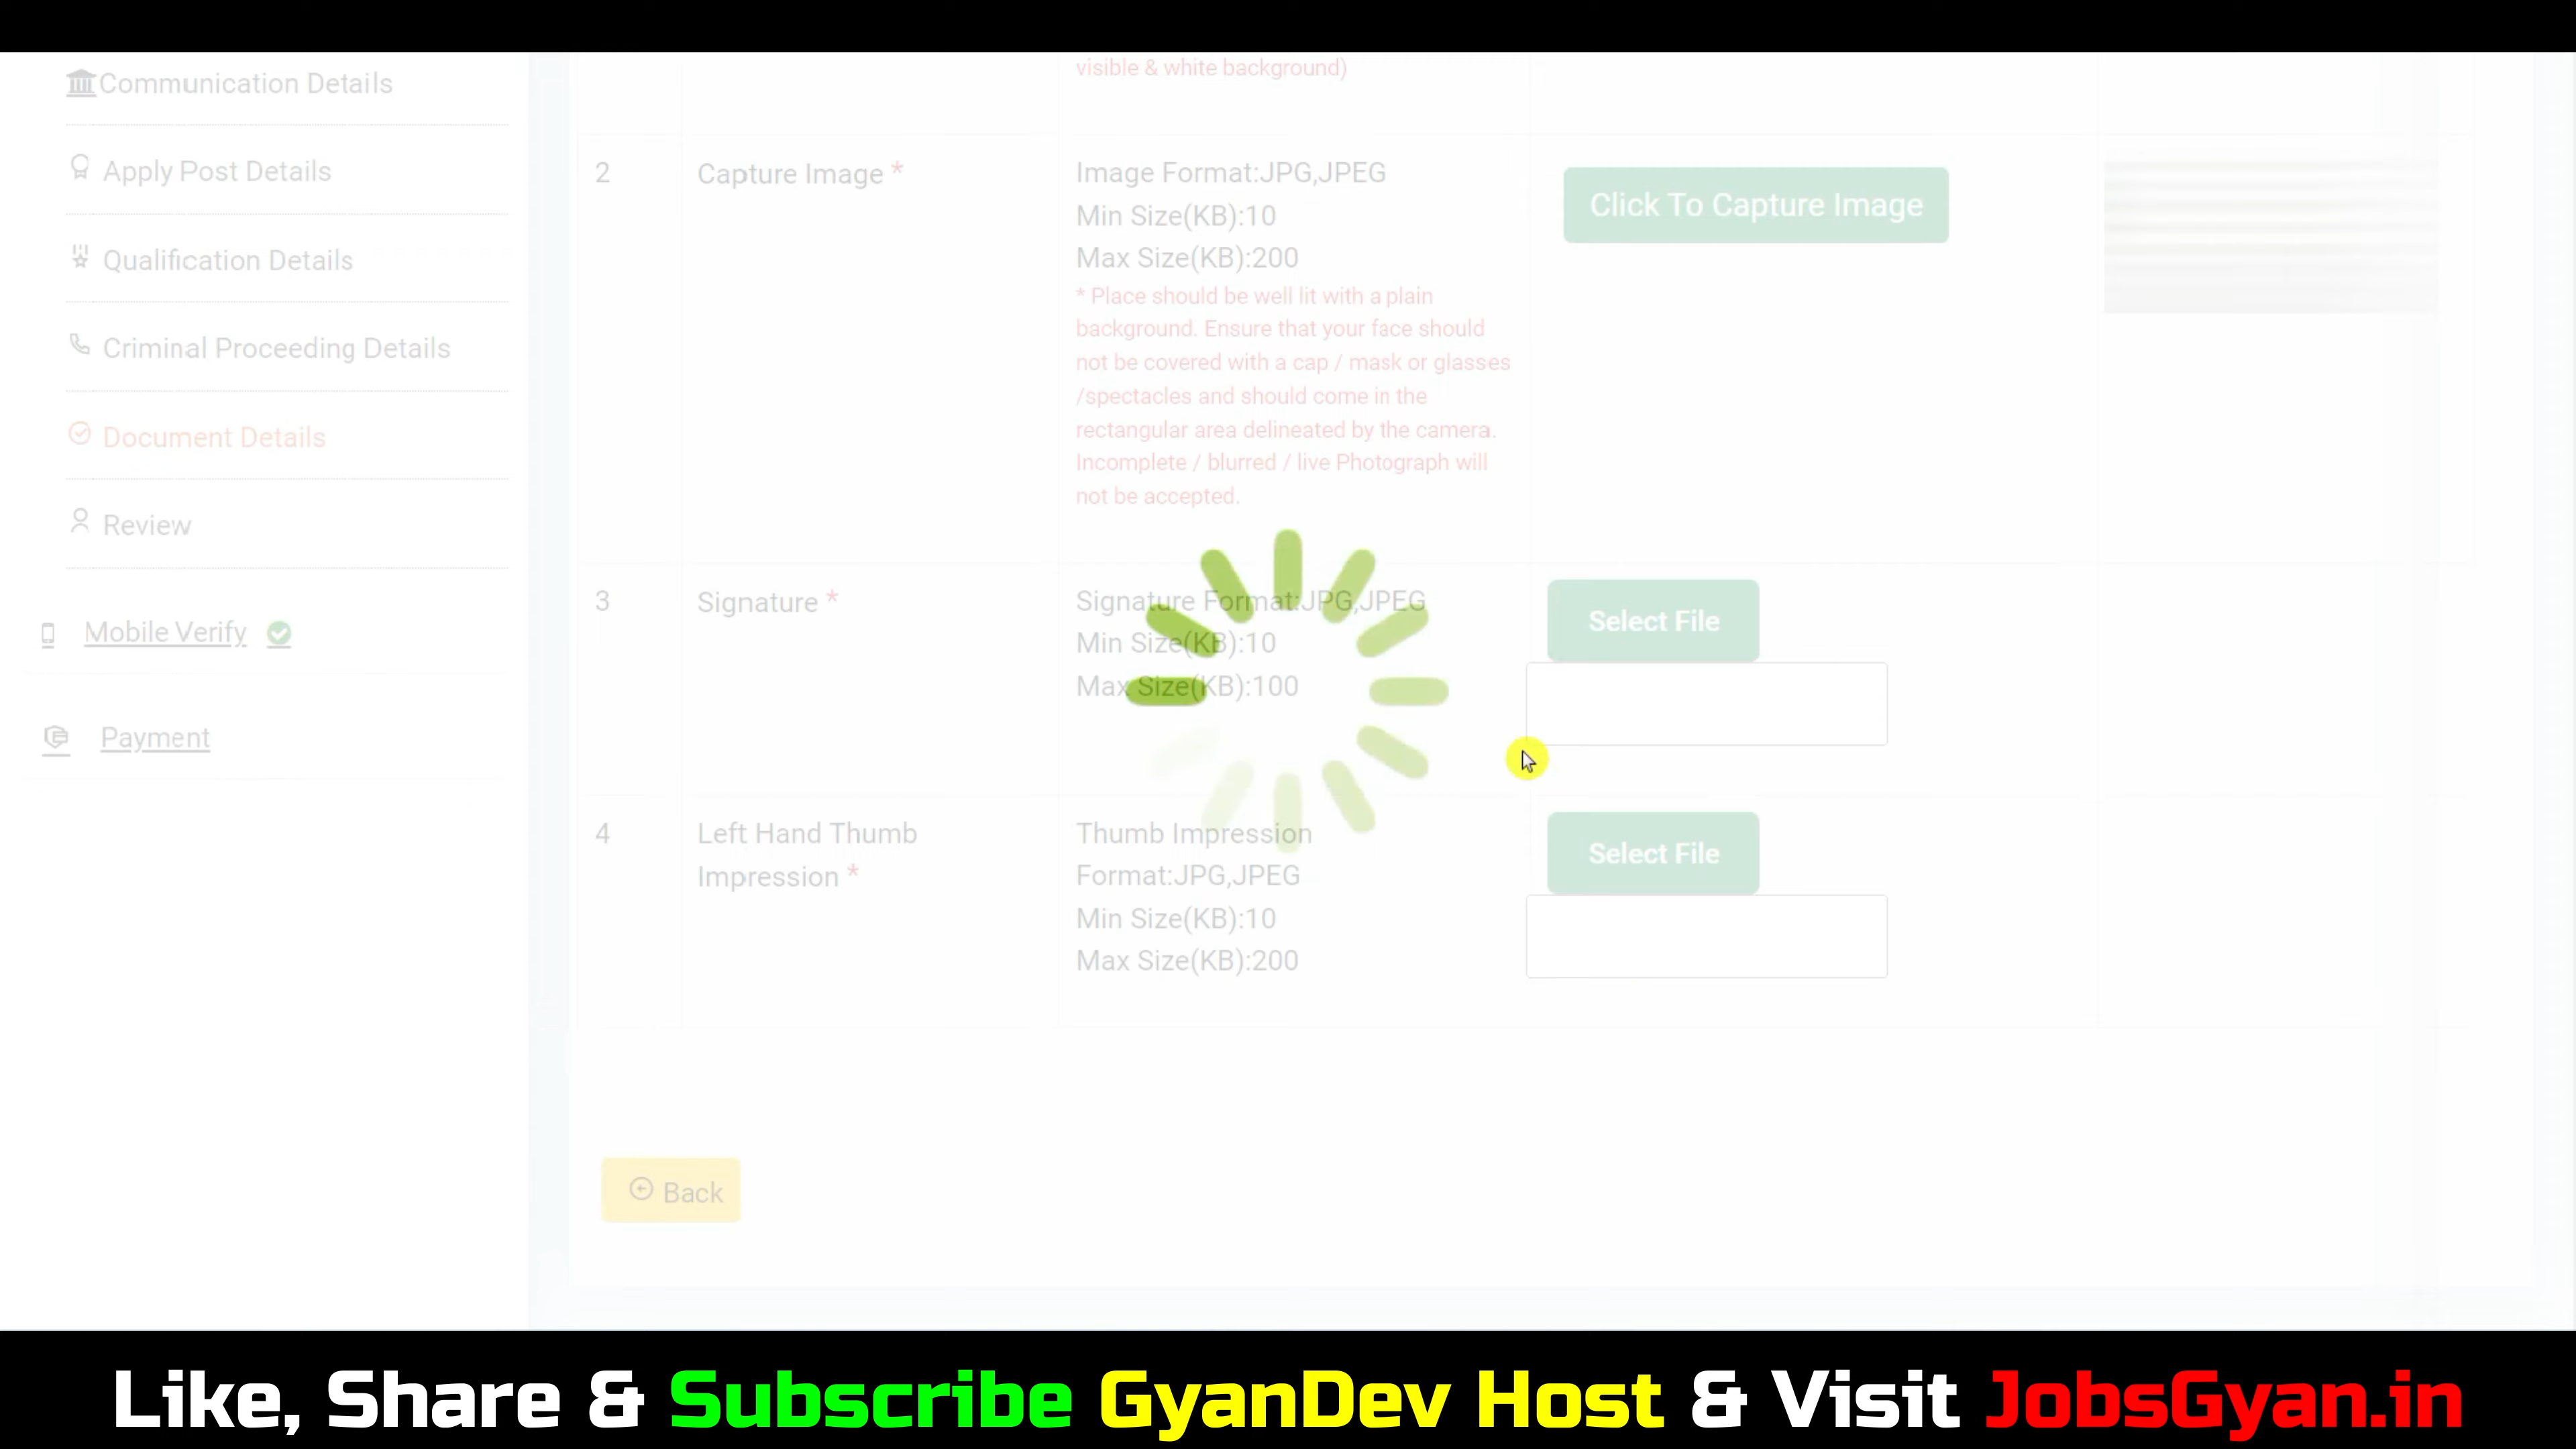 Communication Details
Apply Post Details
Qualification Details
Criminal Proceeding Details
Document Details
Review
Mobile Verify
Payment
visible & white background)
2
Capture Image *
Image Format:JPG,JPEG
Min Size(KB):10
Max Size(KB):200
* Place should be well lit with a plain
background. Ensure that your face should
not be covered with a cap / mask or glasses
/spectacles and should come in the
rectangular area delineated by the camera.
Incomplete / blurred / live Photograph will
not be accepted.
Click To Capture Image
3
Signature *
Signature Format:JPG,JPEG
Min Size(KB):10
Max Size(KB):100
Select File
4
Left Hand Thumb
Impression *
Thumb Impression
Format:JPG,JPEG
Min Size(KB):10
Max Size(KB):200
Select File
Back
Like, Share & Subscribe GyanDev Host & Visit JobsGyan.in